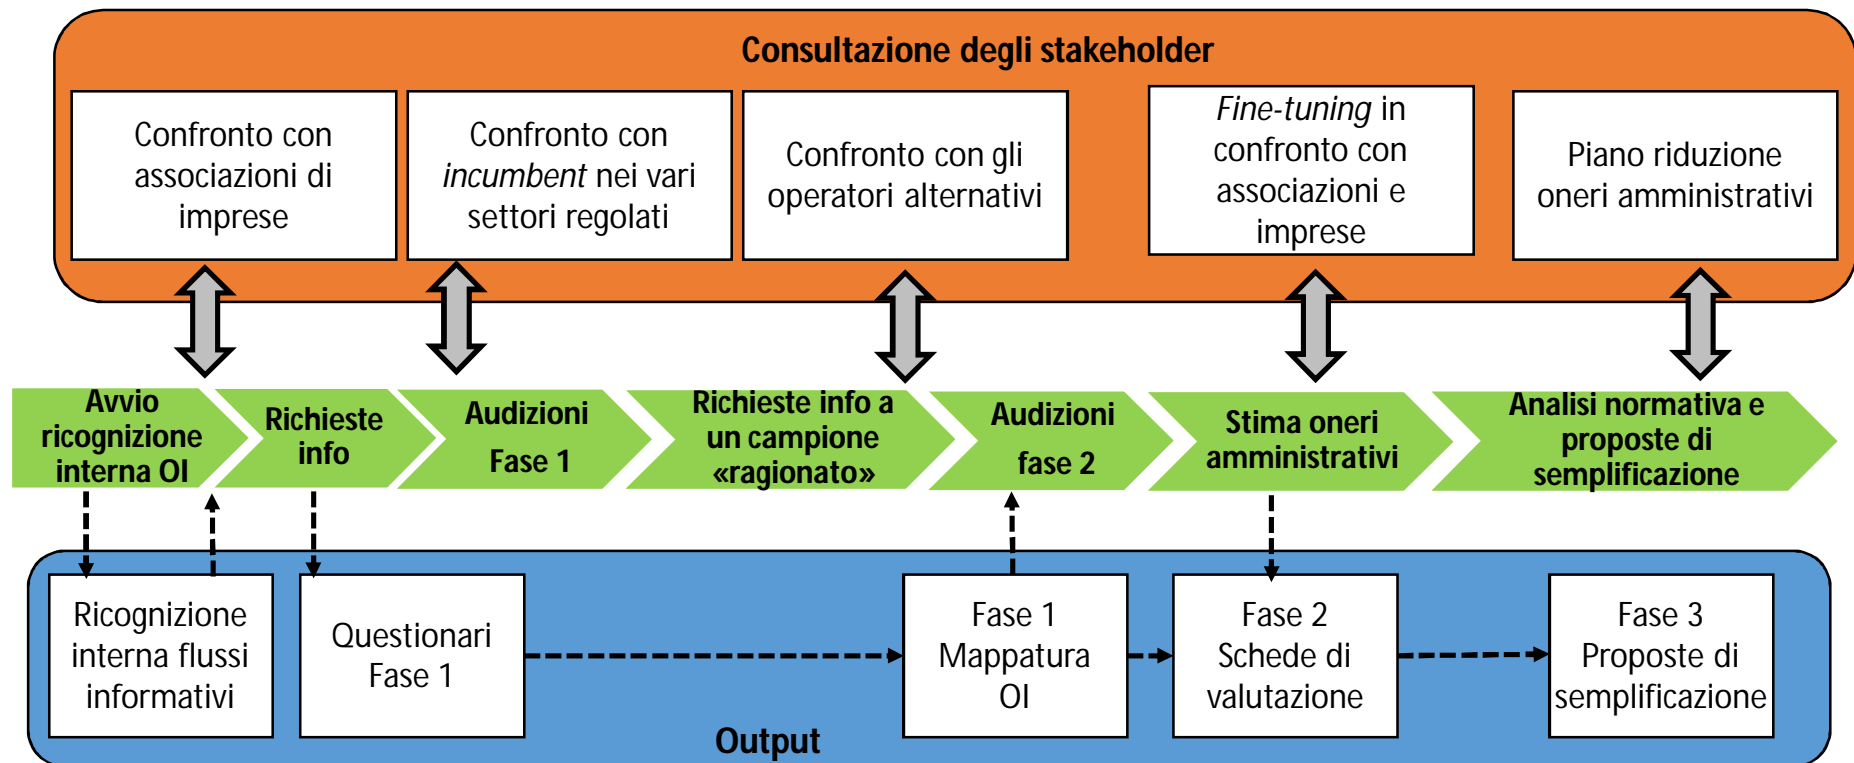 Consultazione degli stakeholder
Confronto con
associazioni di
imprese
Confronto con
incumbent nei vari
settori regolati
Confronto con gli
operatori alternativi
Fine-tuning in
confronto con
associazioni e
imprese
Piano riduzione
oneri amministrativi
Avvio
ricognizione
interna OI
Richieste
info
Audizioni
Fase 1
Richieste info a
un campione
«ragionato»
Audizioni
fase 2
Stima oneri
amministrativi
Analisi normativa e
proposte di
semplificazione
Ricognizione
interna flussi
informativi
Questionari
Fase 1
Fase 1
Mappatura
OI
Fase 2
Schede di
valutazione
Fase 3
Proposte di
semplificazione
Output